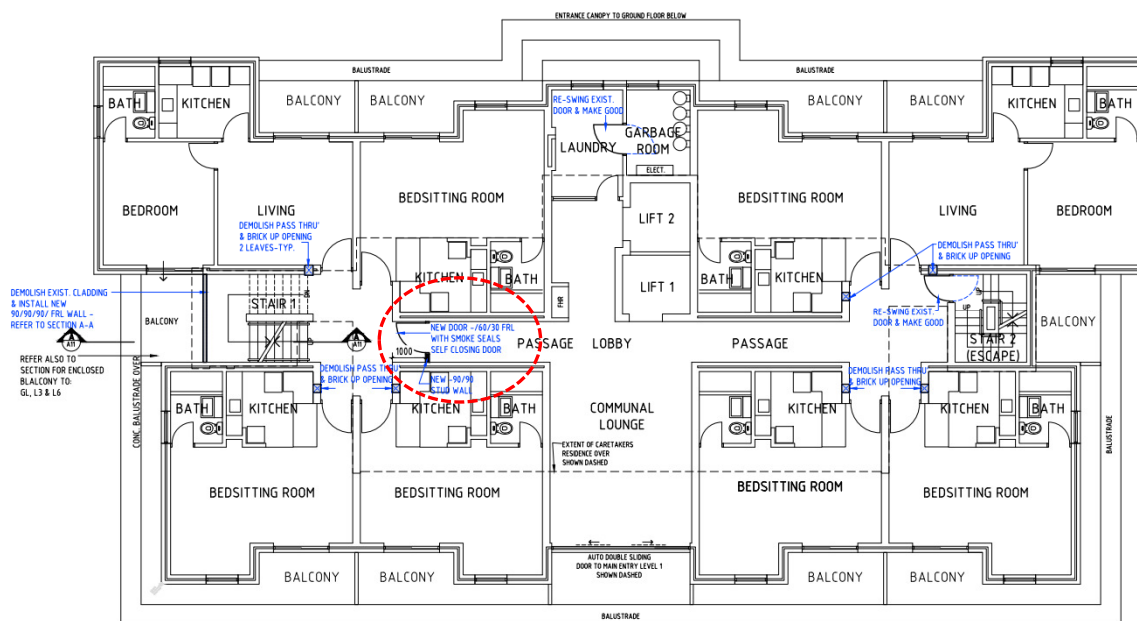 ENTRANCE CANOPY TO GROUND FLOOR BELOW
BALUSTRADE
BALUSTRADE
BATH
KITCHEN
BALCONY
BALCONY
RE-SWING EXIST.
DOOR & MAKE GOOD
LAUNDRY
GARBAGE
ROOM
ELECT.
BALCONY
BALCONY
KITCHEN
BATH
BEDROOM
LIVING
BEDSITTING ROOM
LIFT 2
LIFT 1
BEDSITTING ROOM
LIVING
BEDROOM
DEMOLISH PASS THRU'
& BRICK UP OPENING
2 LEAVES-TYP.
DEMOLISH PASS THRU'
& BRICK UP OPENING
KITCHEN
BATH
FHR
BATH
KITCHEN
DEMOLISH EXIST. CLADDING
& INSTALL NEW
90/90/90/ FRL WALL -
REFER TO SECTION A-A
BALCONY
STAIR 1
DN
UP
A
A11
A
A11
REFER ALSO TO
SECTION FOR ENCLOSED
BLALCONY TO:
GL, L3 & L6
NEW DOOR -/60/30 FRL
WITH SMOKE SEALS
SELF CLOSING DOOR
1000
NEW -90/90
STUD WALL
PASSAGE
LOBBY
PASSAGE
RE-SWING EXIST.
DOOR & MAKE GOOD
UP
STAIR 2
(ESCAPE)
BALCONY
DEMOLISH PASS THRU
& BRICK UP OPENING
DEMOLISH PASS THRU
& BRICK UP OPENING
CONC. BALUSTRADE OVER
BATH
KITCHEN
KITCHEN
BATH
COMMUNAL
LOUNGE
BATH
KITCHEN
KITCHEN
BATH
BALUSTRADE
EXTENT OF CARETAKERS
RESIDENCE OVER
SHOWN DASHED
BEDSITTING ROOM
BEDSITTING ROOM
BEDSITTING ROOM
BEDSITTING ROOM
AUTO DOUBLE SLIDING
DOOR TO MAIN ENTRY LEVEL 1
SHOWN DASHED
BALCONY
BALCONY
BALCONY
BALCONY
BALUSTRADE